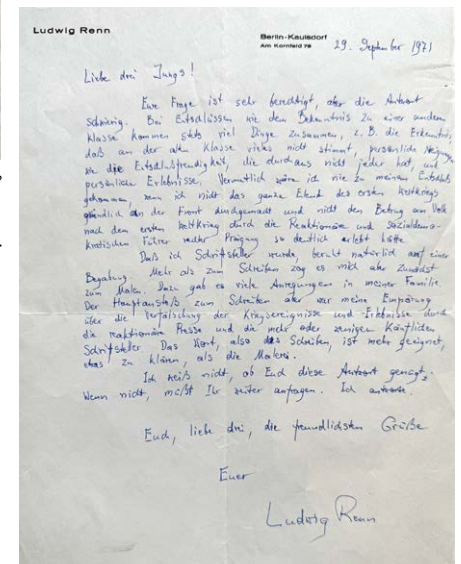 Ludwig Renn
Berlin-Kaulsdorf
Am Kornfeld 78
29. September 1971
Liebe drei Jungs!
Eure Frage ist sehr berechtigt, aber die Antwort
schwierig. Bei Entschlüssen wie dem Bekenntnis zu einer andern
Klasse kommen stets viel Dinge zusammen, z. B. die Erkenntnis,
daß an der alten Klasse vieles nicht stimmt, persönliche Neigungen
wie die Entschlußfreudigkeit, die durchaus nicht jeder hat, und
persönliche Erlebnisse. Vermutlich wäre ich nie zu meinem Entschluß
gekommen, wenn ich nicht das ganze Elend des ersten Weltkriegs
gründlich an der Front durchgemacht und nicht den Betrug am Volk
nach dem ersten Weltkrieg durch die Reaktionäre und sozialdemo-
kratischen Führer rechter Prägung so deutlich erlebt hätte.
Daß ich Schriftsteller wurde, beruht natürlich auf einer
Begabung. Mehr als zum Schreiben zog es mich aber zunächst
zum Malen. Dazu gab es viele Anregungen in meiner Familie.
Der Hauptanstoß zum Schreiben aber war meine Empörung
über die Verfälschung der Kriegsereignisse und -Erlebnisse durch
die reaktionäre Presse und die mehr oder weniger käuflichen
Schriftsteller. Das Wort, also das Schreiben, ist mehr geeignet,
etwas zu klären, als die Malerei.
Ich weiß nicht, ob Euch diese Antwort genügt.
Wenn nicht, müßt Ihr weiter anfragen. Ich antworte.
Euch, liebe drei, die freundlichsten Grüße
Euer
Ludwig Renn